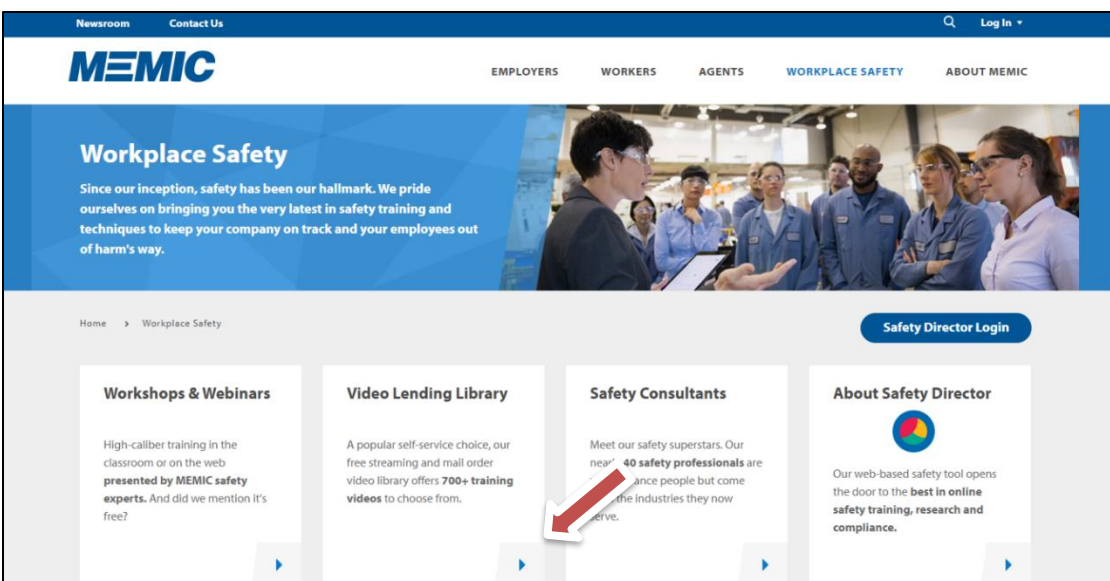 Newsroom Contact Us Log In
MEMIC
EMPLOYERS WORKERS AGENTS WORKPLACE SAFETY ABOUT MEMIC
Workplace Safety
Since our inception, safety has been our hallmark. We pride
ourselves on bringing you the very latest in safety training and
techniques to keep your company on track and your employees out
of harm's way.
Home > Workplace Safety
Safety Director Login
Workshops & Webinars
High-caliber training in the
classroom or on the web
presented by MEMIC safety
experts. And did we mention it's
free?
Video Lending Library
A popular self-service choice, our
free streaming and mail order
video library offers 700+ training
videos to choose from.
Safety Consultants
Meet our safety superstars. Our
40 safety professionals are
people but come
the industries they now
serve.
About Safety Director
Our web-based safety tool opens
the door to the best in online
safety training, research and
compliance.